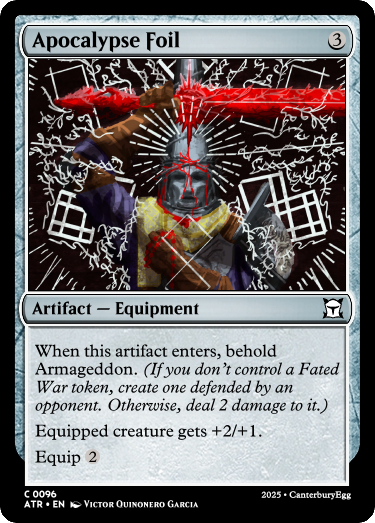 Apocalypse Foil 3
Artifact — Equipment
When this artifact enters, behold
Armageddon. (If you don't control a Fated
War token, create one defended by an
opponent. Otherwise, deal 2 damage to it.)
Equipped creature gets +2/+1.
Equip 2
C 0096
ATR • EN VICTOR QUINONERO GARCIA
2025 • CanterburyEgg